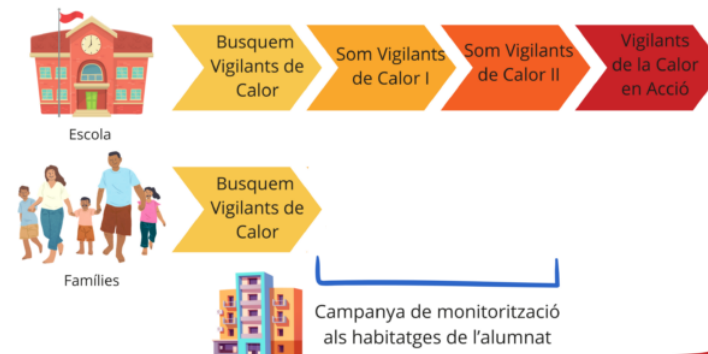 Busquem
Vigilants de
Calor
Som Vigilants
de Calor I
Som Vigilants
de Calor II
Vigilants
de la Calor
en Acció
Escola
Busquem
Vigilants de
Calor
Famílies
Campanya de monitorització
als habitatges de l'alumnat